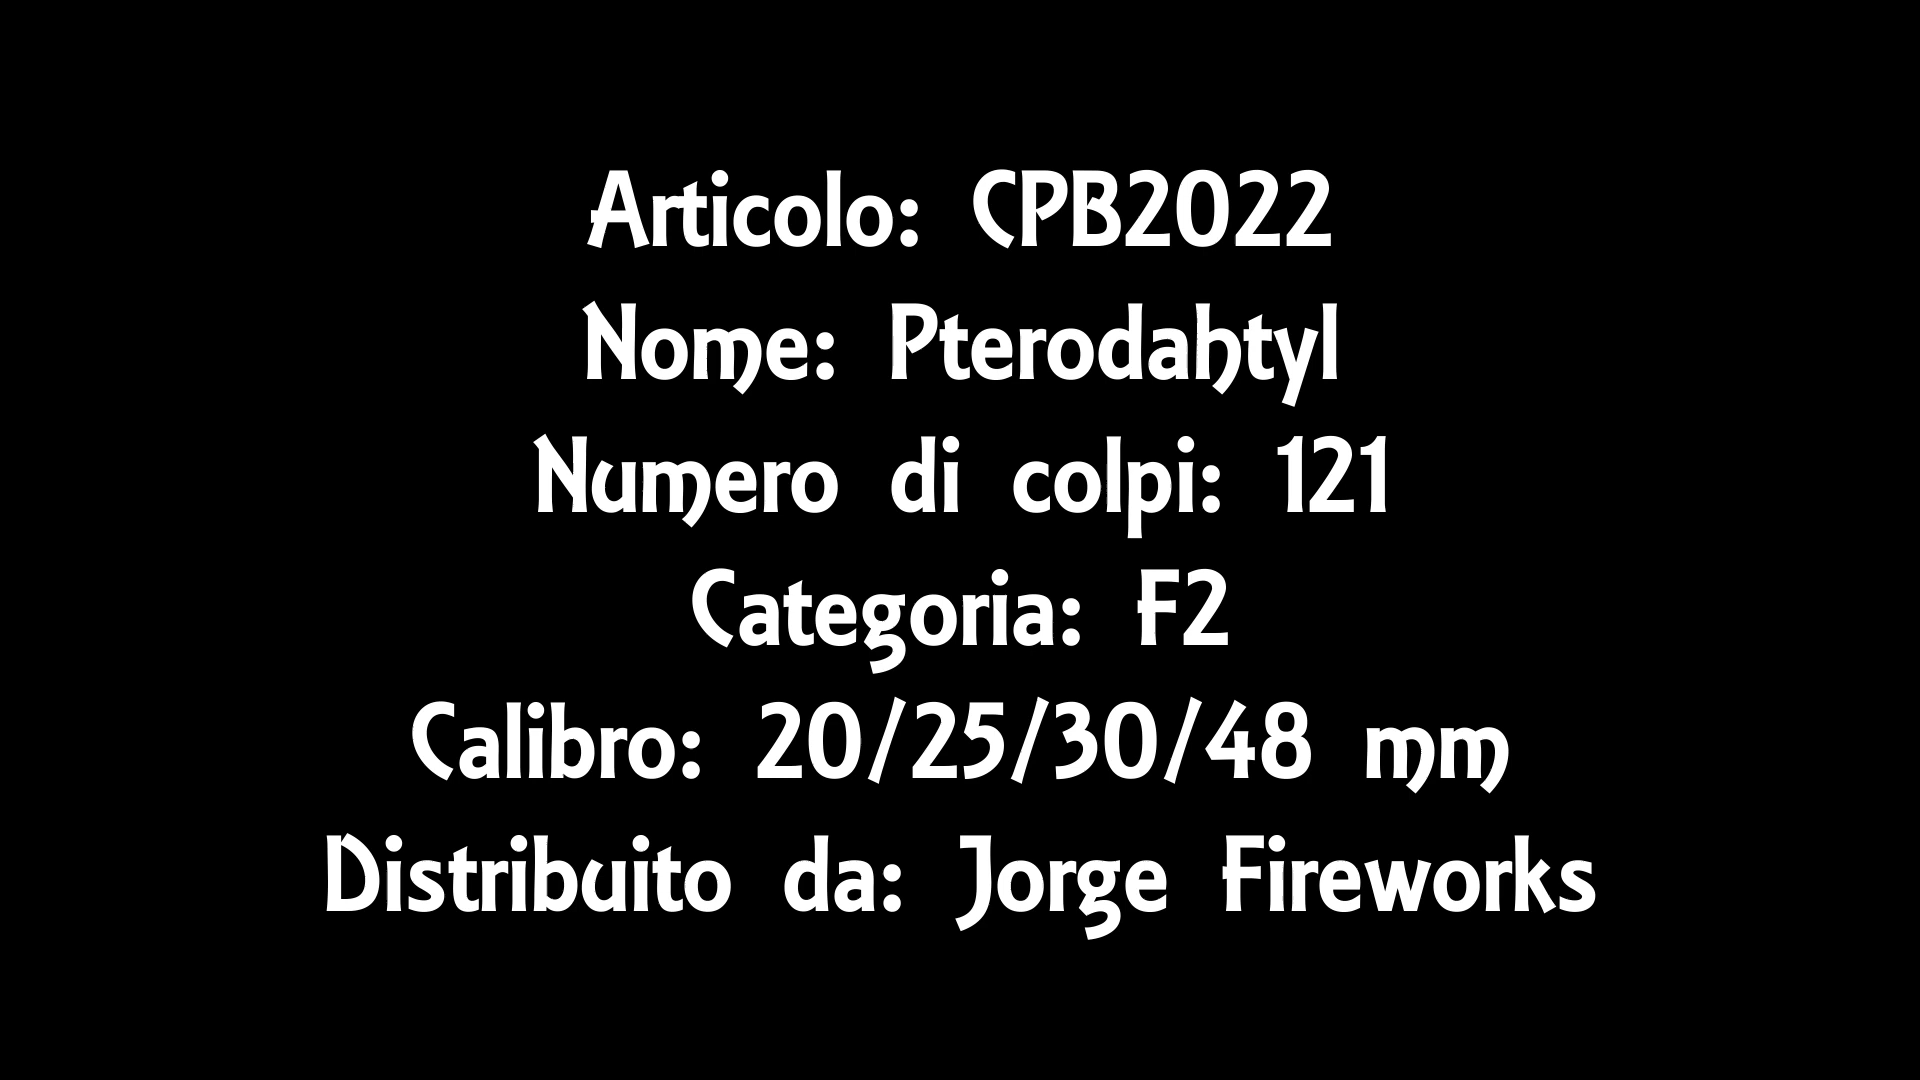 Articolo: CPB2022
Nome: Pterodahtyl
Numero di colpi: 121
Categoria: F2
Calibro: 20/25/30/48 mm
Distribuito da: Jorge Fireworks